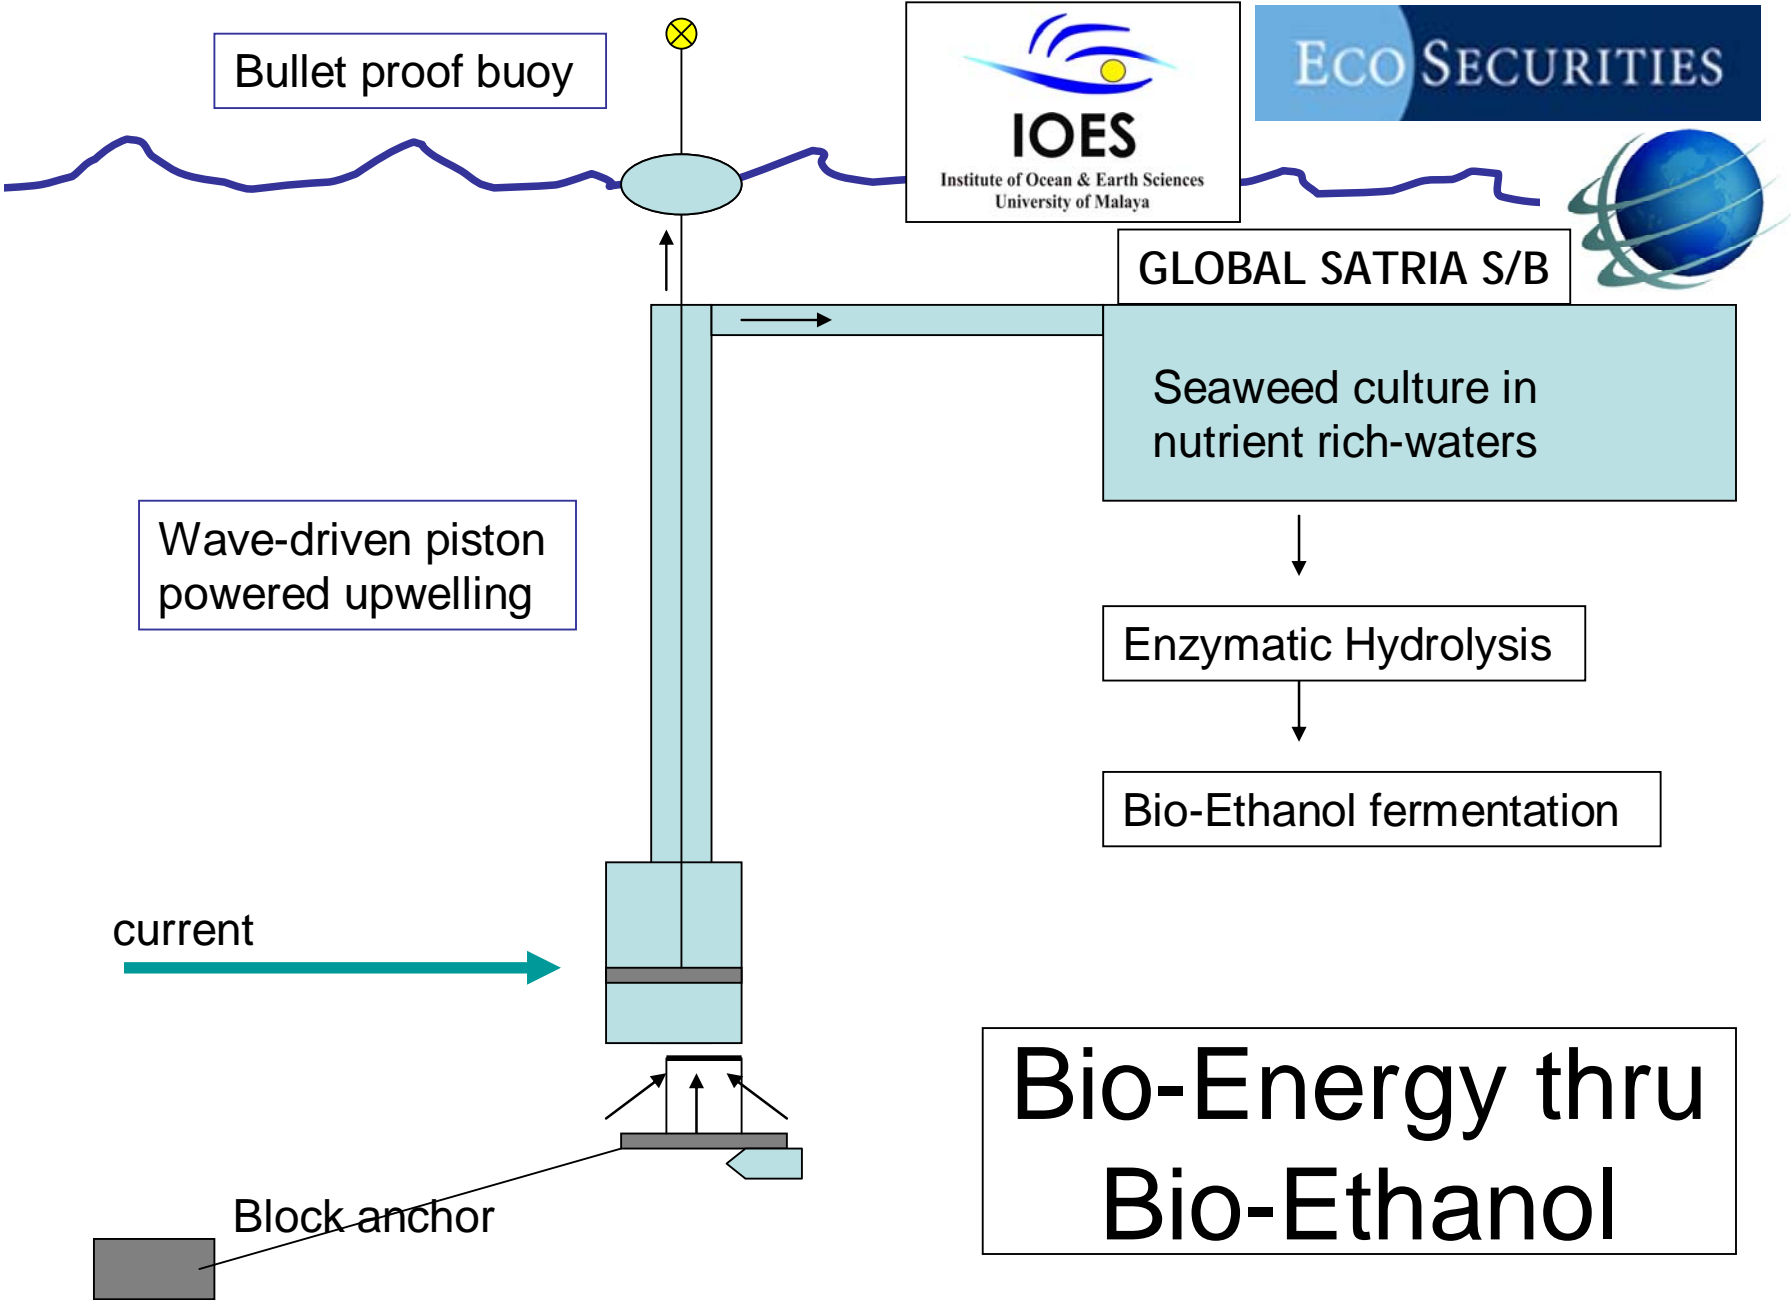 Bullet proof buoy
IOES
Institute of Ocean & Earth Sciences
University of Malaya
ECOSECURITIES
GLOBAL SATRIA S/B
Seaweed culture in
nutrient rich-waters
Wave-driven piston
powered upwelling
Enzymatic Hydrolysis
Bio-Ethanol fermentation
current
Bio-Energy thru
Bio-Ethanol
Block anchor